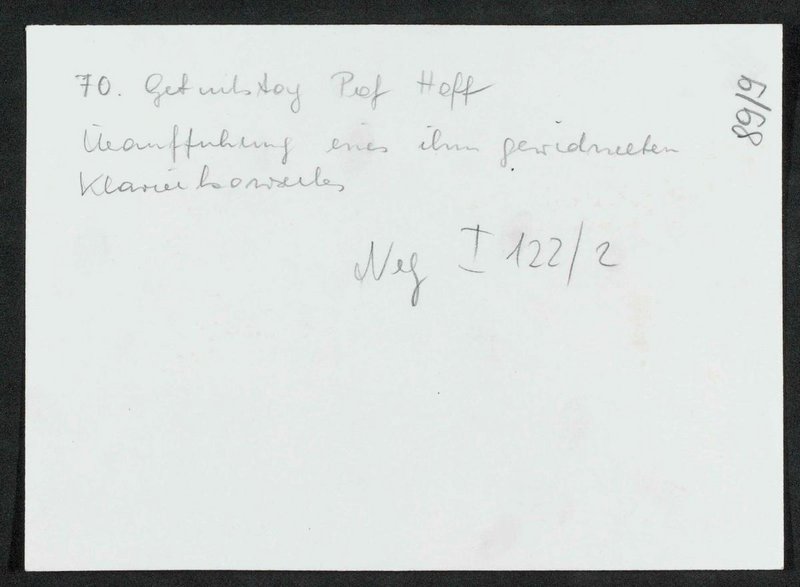 70. Geburtstag Prof Hoff
Uraufführung eines ihm gewidmeten
Klavierkonzertes
Neg I 122/2
89/9